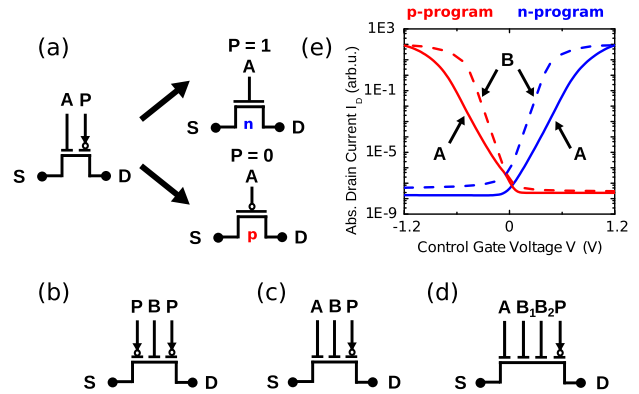 (a)
A P
S D
P = 1
A
S n D
P = 0
A
S p D
(e)
p-program n-program
Abs. Drain Current I_D (arb.u.)
1E3
1E-1
1E-5
1E-9
B
A A
-1.2 0 1.2
Control Gate Voltage V (V)
(b)
P B P
S D
(c)
A B P
S D
(d)
A B₁B₂P
S D